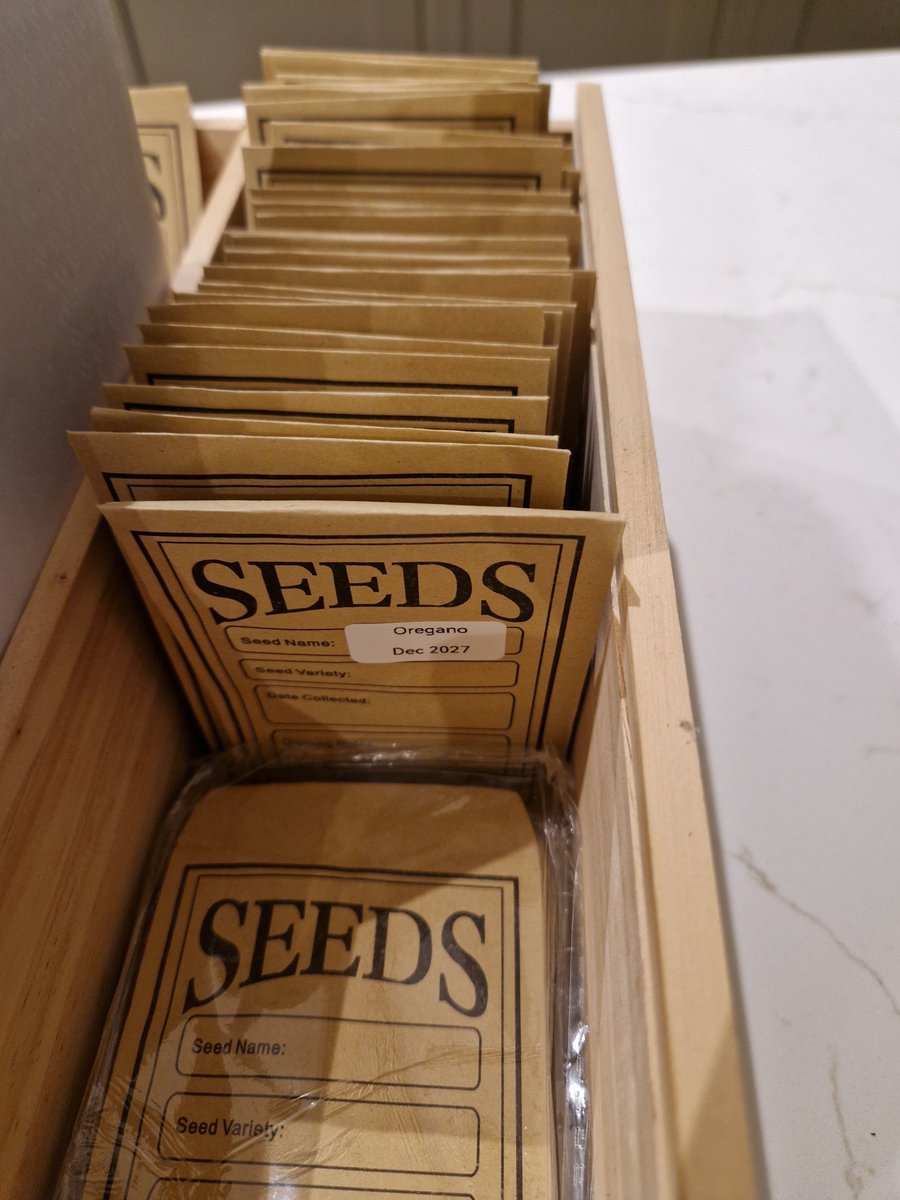 S
SEEDS
Seed Name: Oregano
Dec 2027
Seed Variety:
Date Collected:
SEEDS
Seed Name:
Seed Variety: